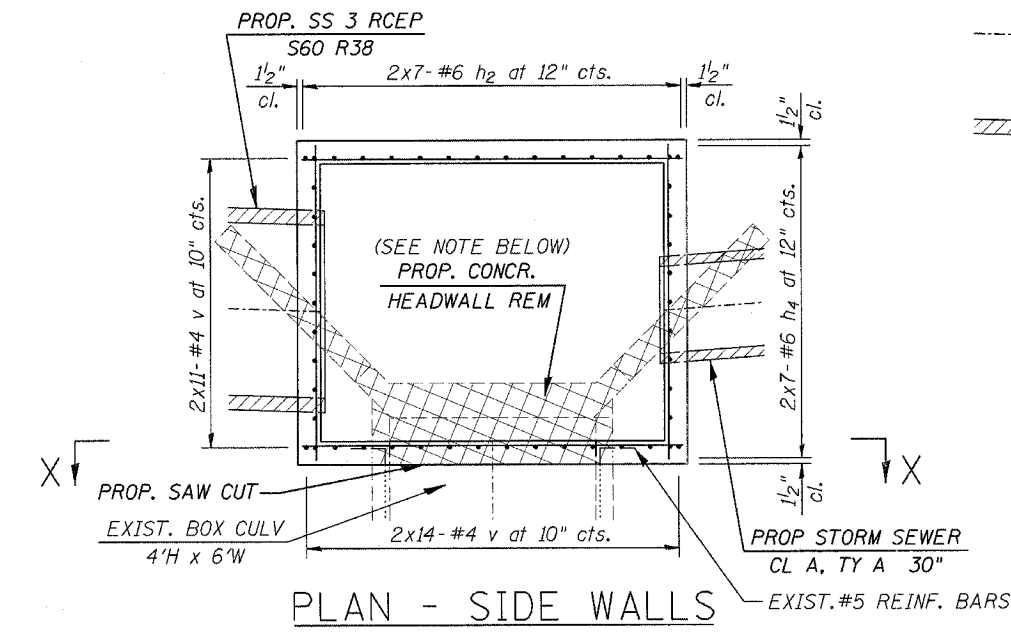 PROP. SS 3 RCEP
S60 R38
1½" cl.
2x7-#6 h2 at 12" cts.
1½" cl.
1½" cl.
2x11-#4 v at 10" cts.
(SEE NOTE BELOW)
PROP. CONCR.
HEADWALL REM
2x7-#6 h4 at 12" cts.
X
X
PROP. SAW CUT
1½" cl.
EXIST. BOX CULV
4'H x 6'W
2x14-#4 v at 10" cts.
PROP STORM SEWER
CL A, TY A 30"
EXIST.#5 REINF. BARS
PLAN - SIDE WALLS